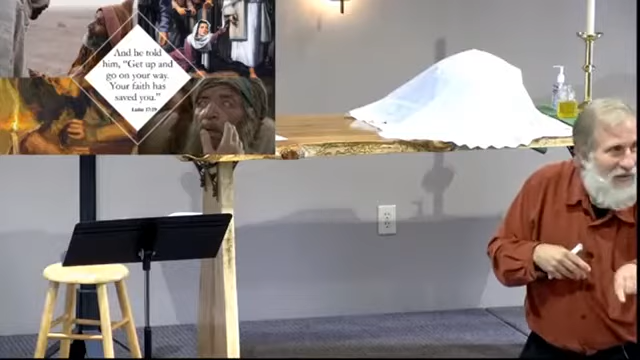 And he told
him, "Get up and
go on your way.
Your faith has
saved you."
Luke 17:19